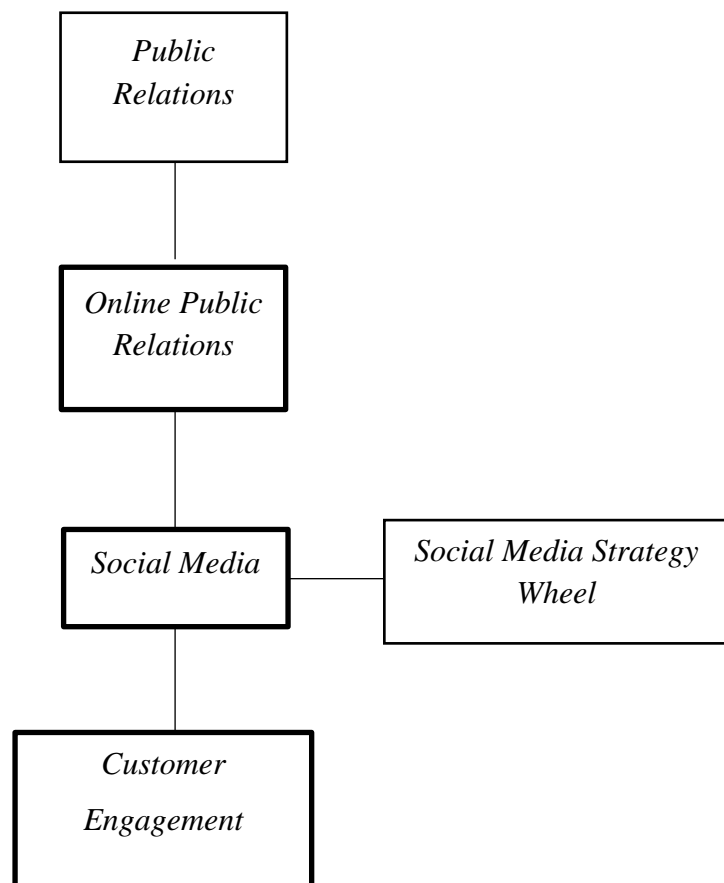 Public
Relations
Online Public
Relations
Social Media
Social Media Strategy
Wheel
Customer
Engagement